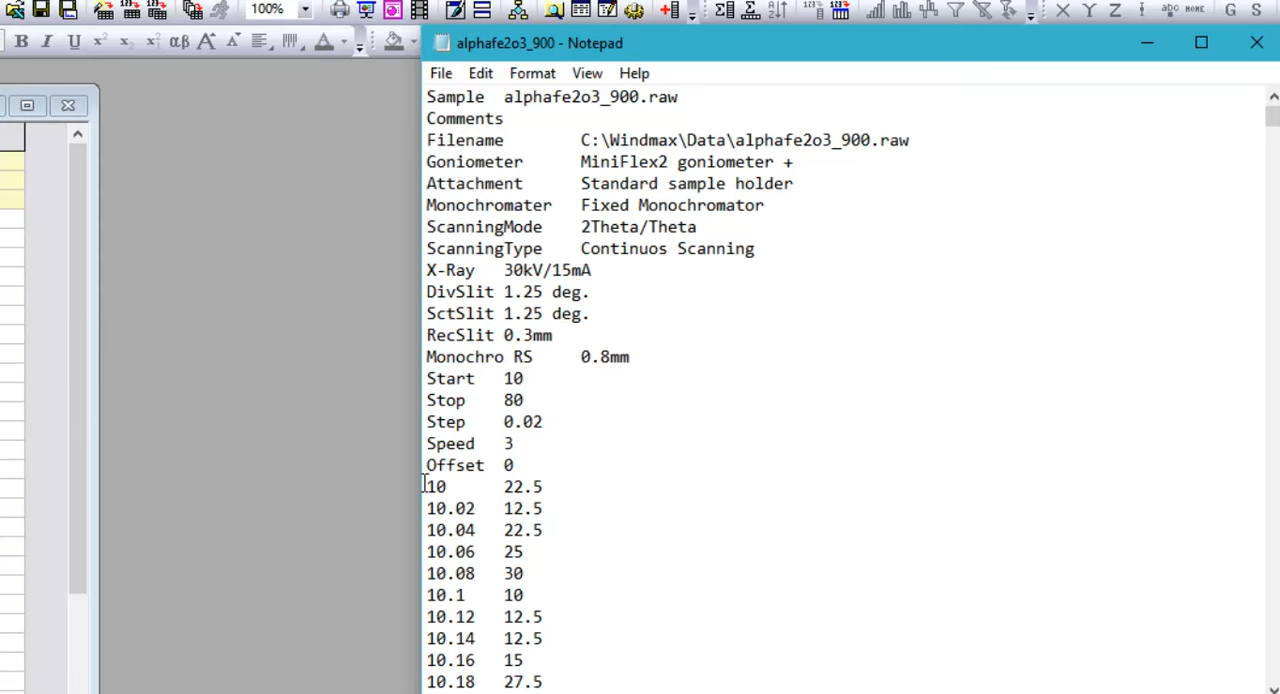 100%
B I U x² x₂ x²₁ αβ A A A
X Y Z HOME G S
alphafe2o3_900 - Notepad
File Edit Format View Help
Sample alphafe2o3_900.raw
Comments
Filename C:\Windmax\Data\alphafe2o3_900.raw
Goniometer MiniFlex2 goniometer +
Attachment Standard sample holder
Monochromater Fixed Monochromator
ScanningMode 2Theta/Theta
ScanningType Continuos Scanning
X-Ray 30kV/15mA
DivSlit 1.25 deg.
SctSlit 1.25 deg.
RecSlit 0.3mm
Monochro RS 0.8mm
Start 10
Stop 80
Step 0.02
Speed 3
Offset 0
10 22.5
10.02 12.5
10.04 22.5
10.06 25
10.08 30
10.1 10
10.12 12.5
10.14 12.5
10.16 15
10.18 27.5